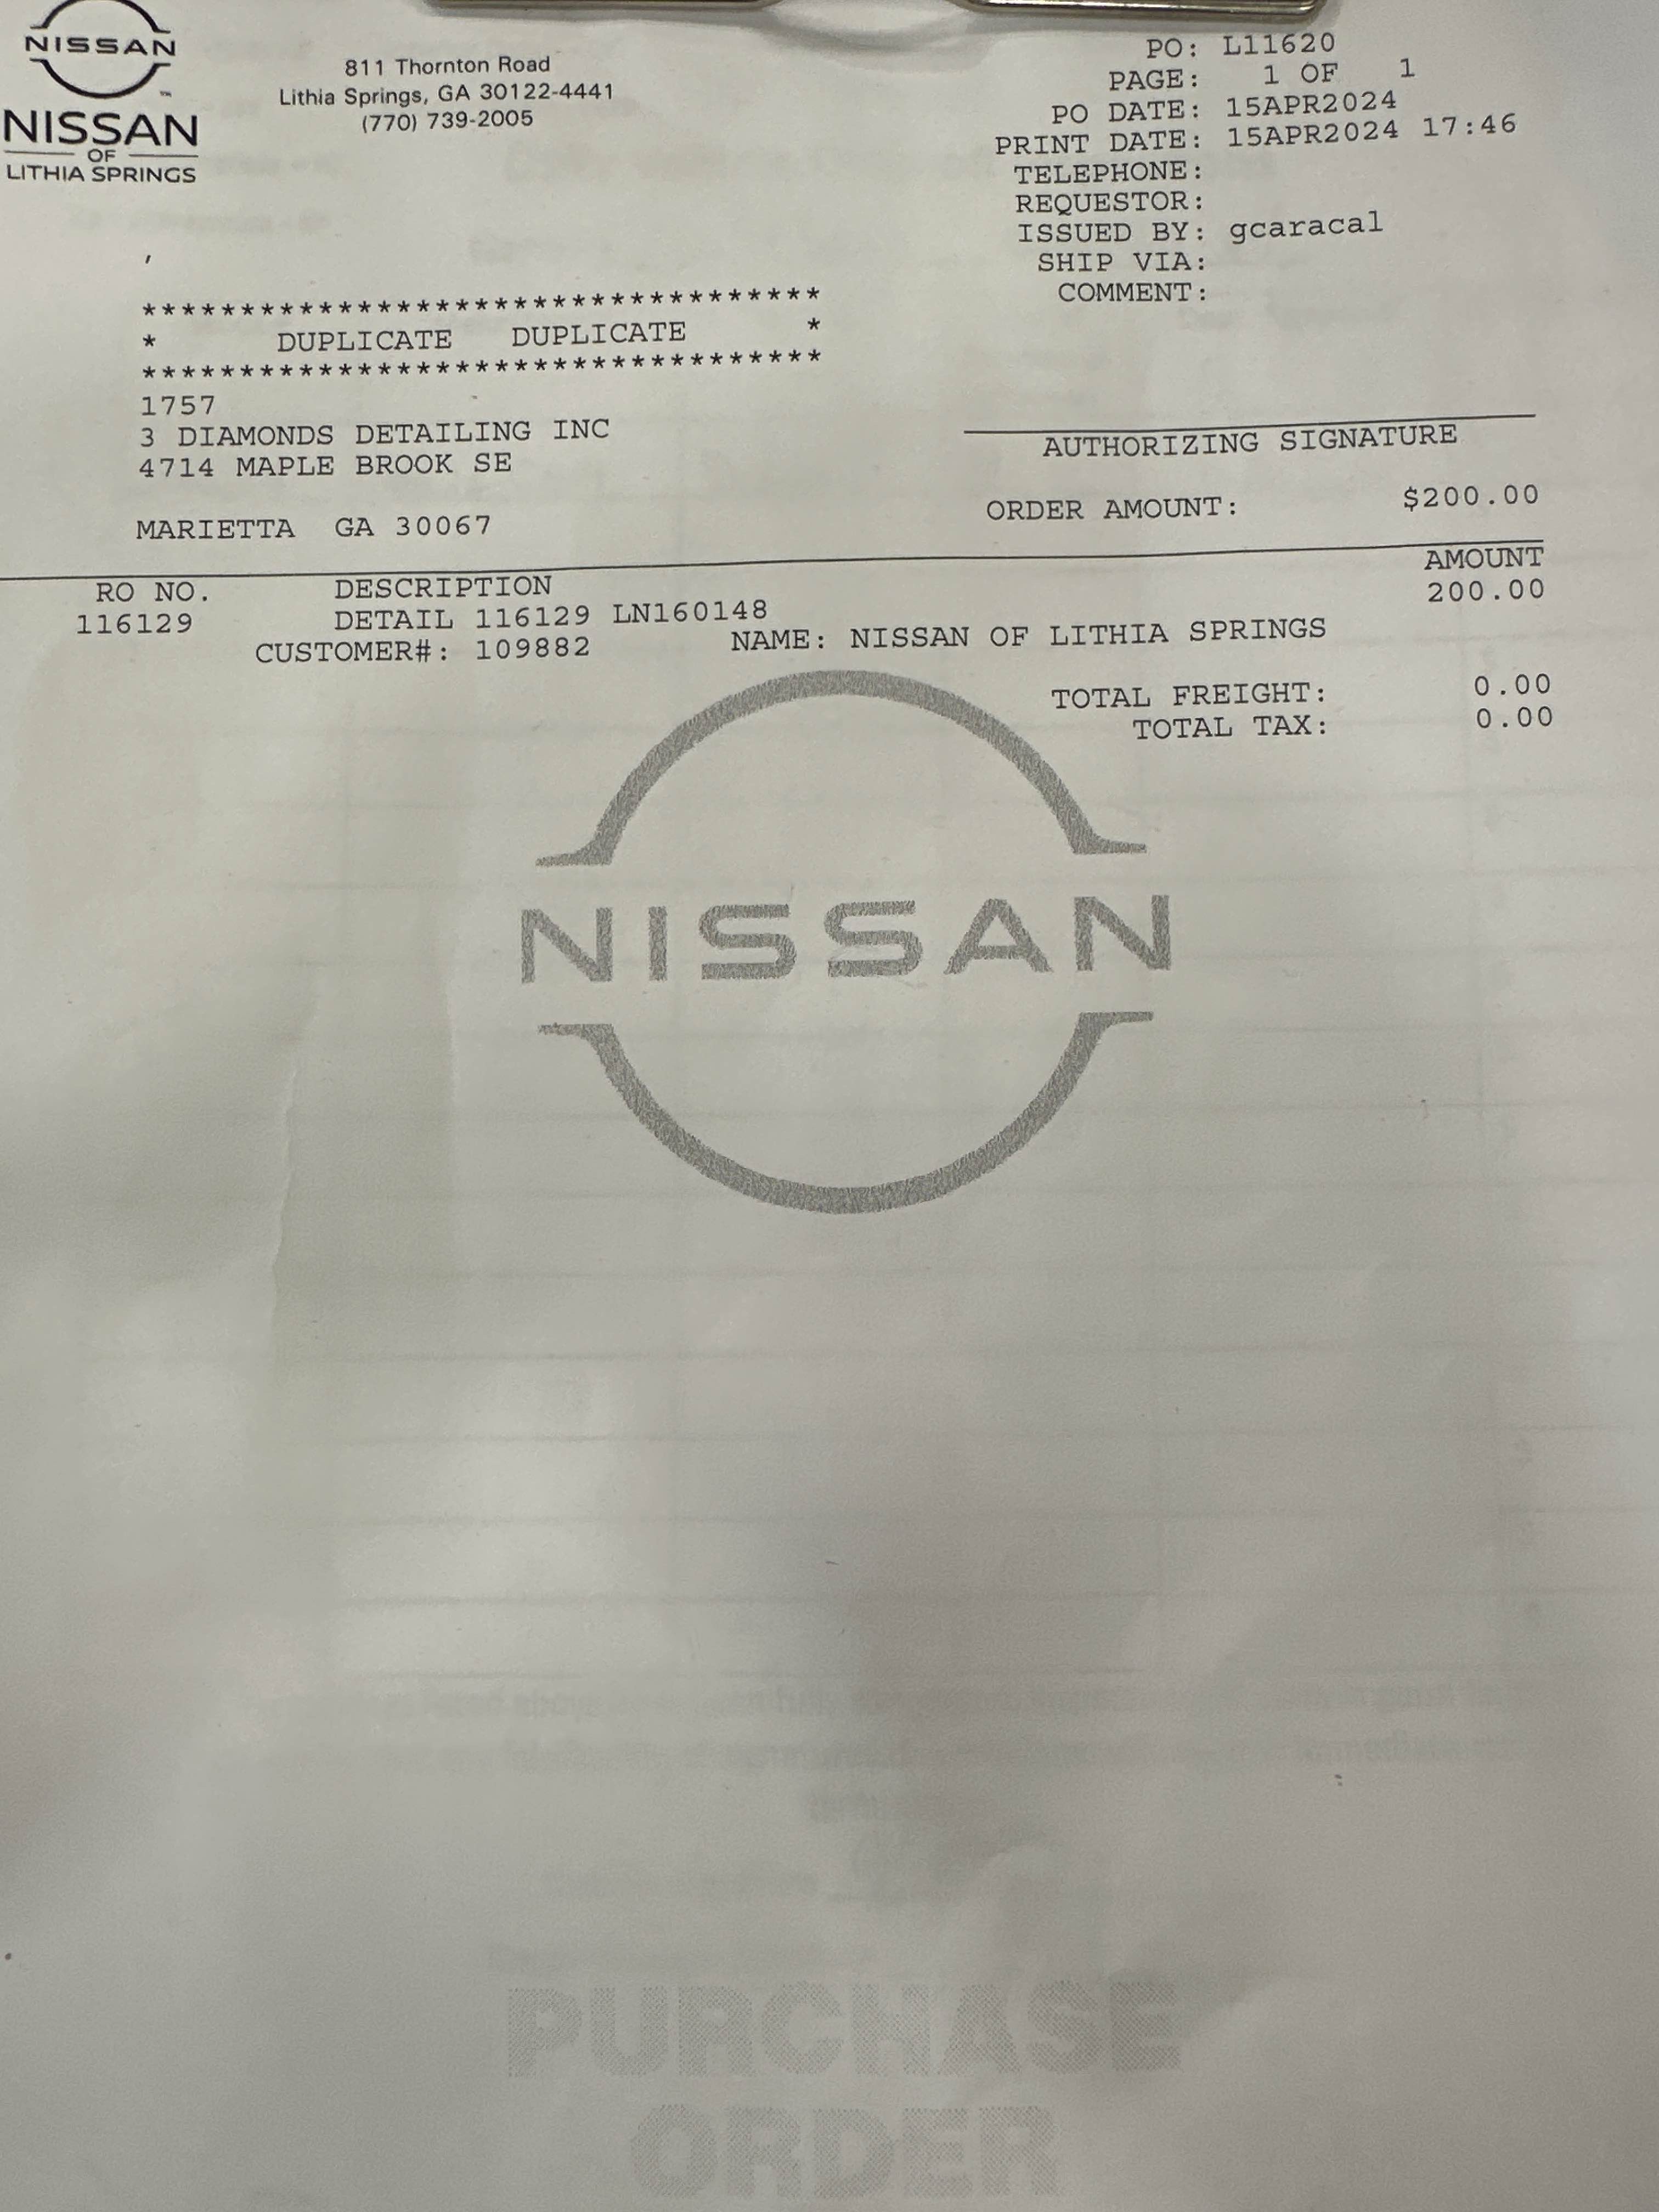 NISSAN
NISSAN
OF
LITHIA SPRINGS
811 Thornton Road
Lithia Springs, GA 30122-4441
(770) 739-2005
PO: L11620
PAGE: 1 OF 1
PO DATE: 15APR2024
PRINT DATE: 15APR2024 17:46
TELEPHONE:
REQUESTOR:
ISSUED BY: gcaracal
SHIP VIA:
COMMENT:
,
***********************************
* DUPLICATE DUPLICATE *
***********************************
1757
3 DIAMONDS DETAILING INC
4714 MAPLE BROOK SE
MARIETTA GA 30067
AUTHORIZING SIGNATURE
ORDER AMOUNT: $200.00
RO NO. DESCRIPTION AMOUNT
116129 DETAIL 116129 LN160148 200.00
CUSTOMER#: 109882 NAME: NISSAN OF LITHIA SPRINGS
TOTAL FREIGHT: 0.00
TOTAL TAX: 0.00
NISSAN
PURCHASE
ORDER